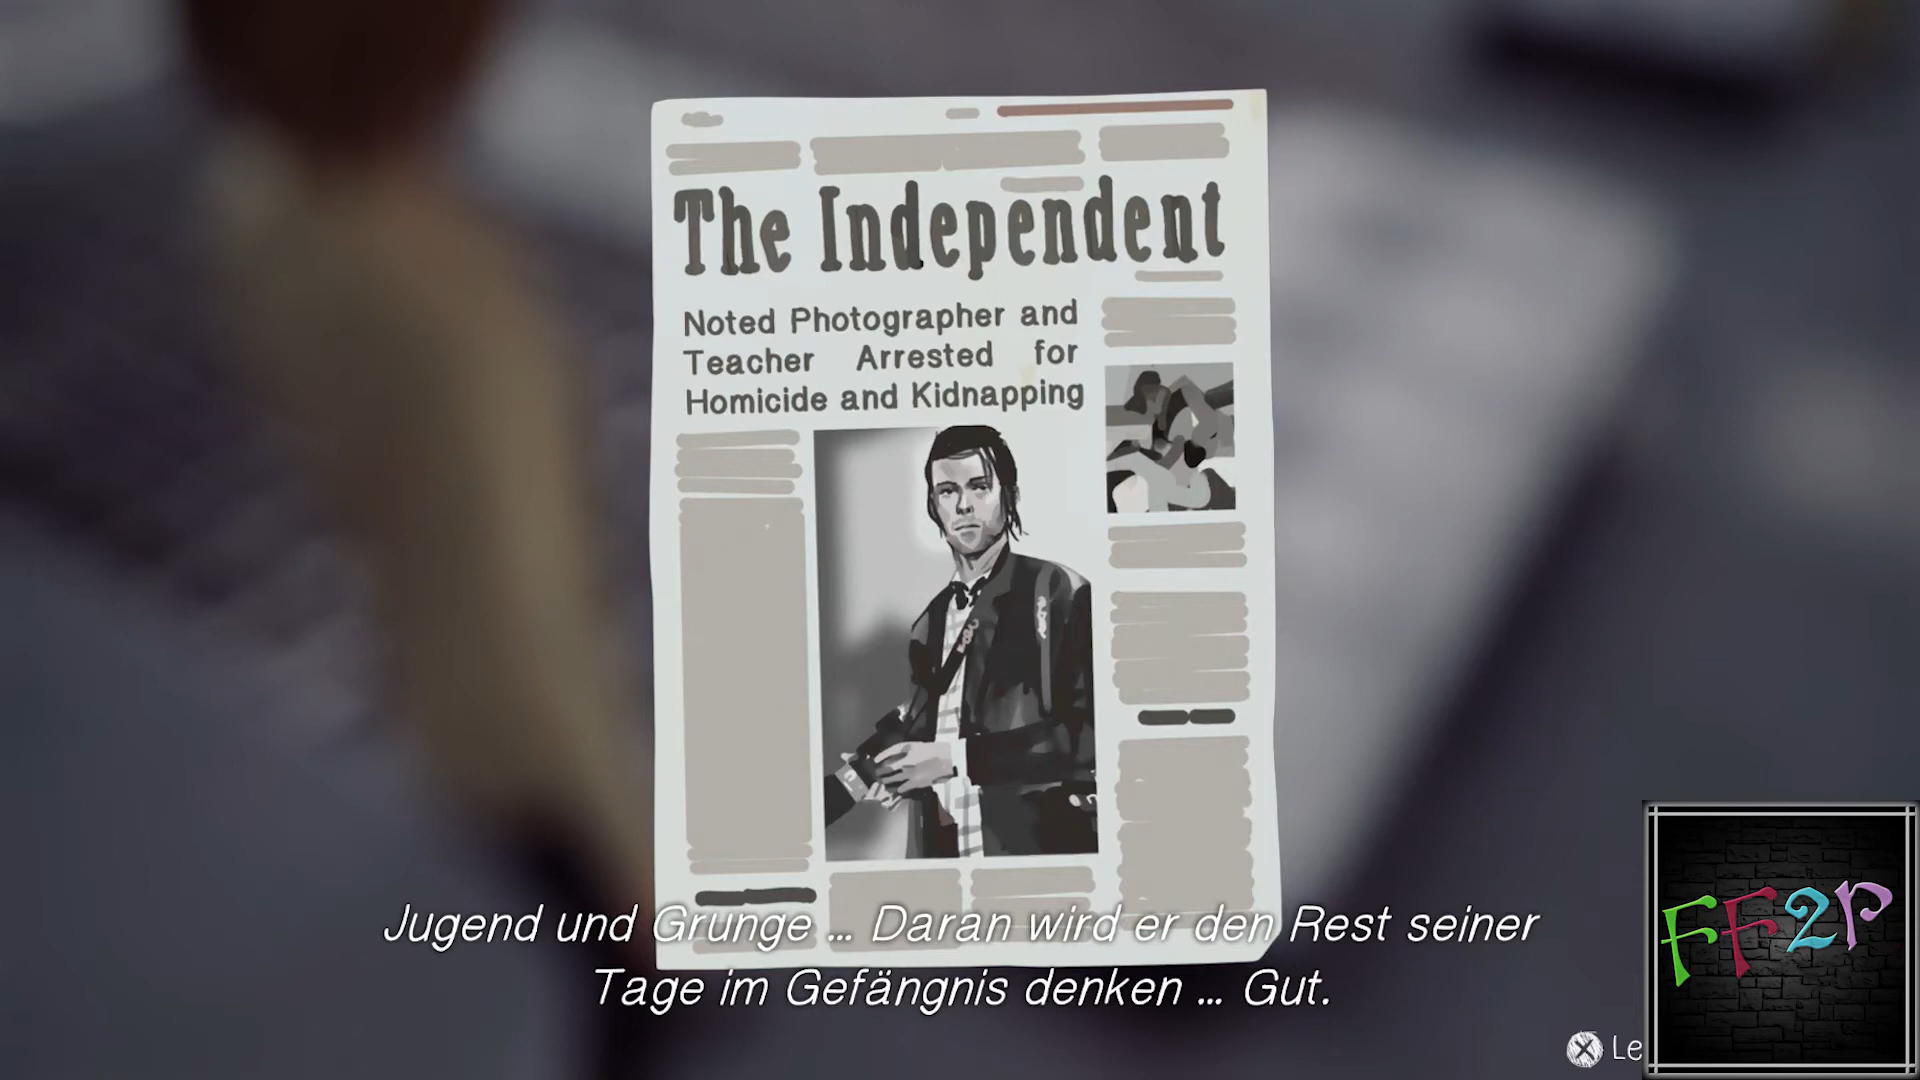 The Independent
Noted Photographer and
Teacher Arrested for
Homicide and Kidnapping
Jugend und Grunge ... Daran wird er den Rest seiner
Tage im Gefängnis denken ... Gut.
Le
FF2P